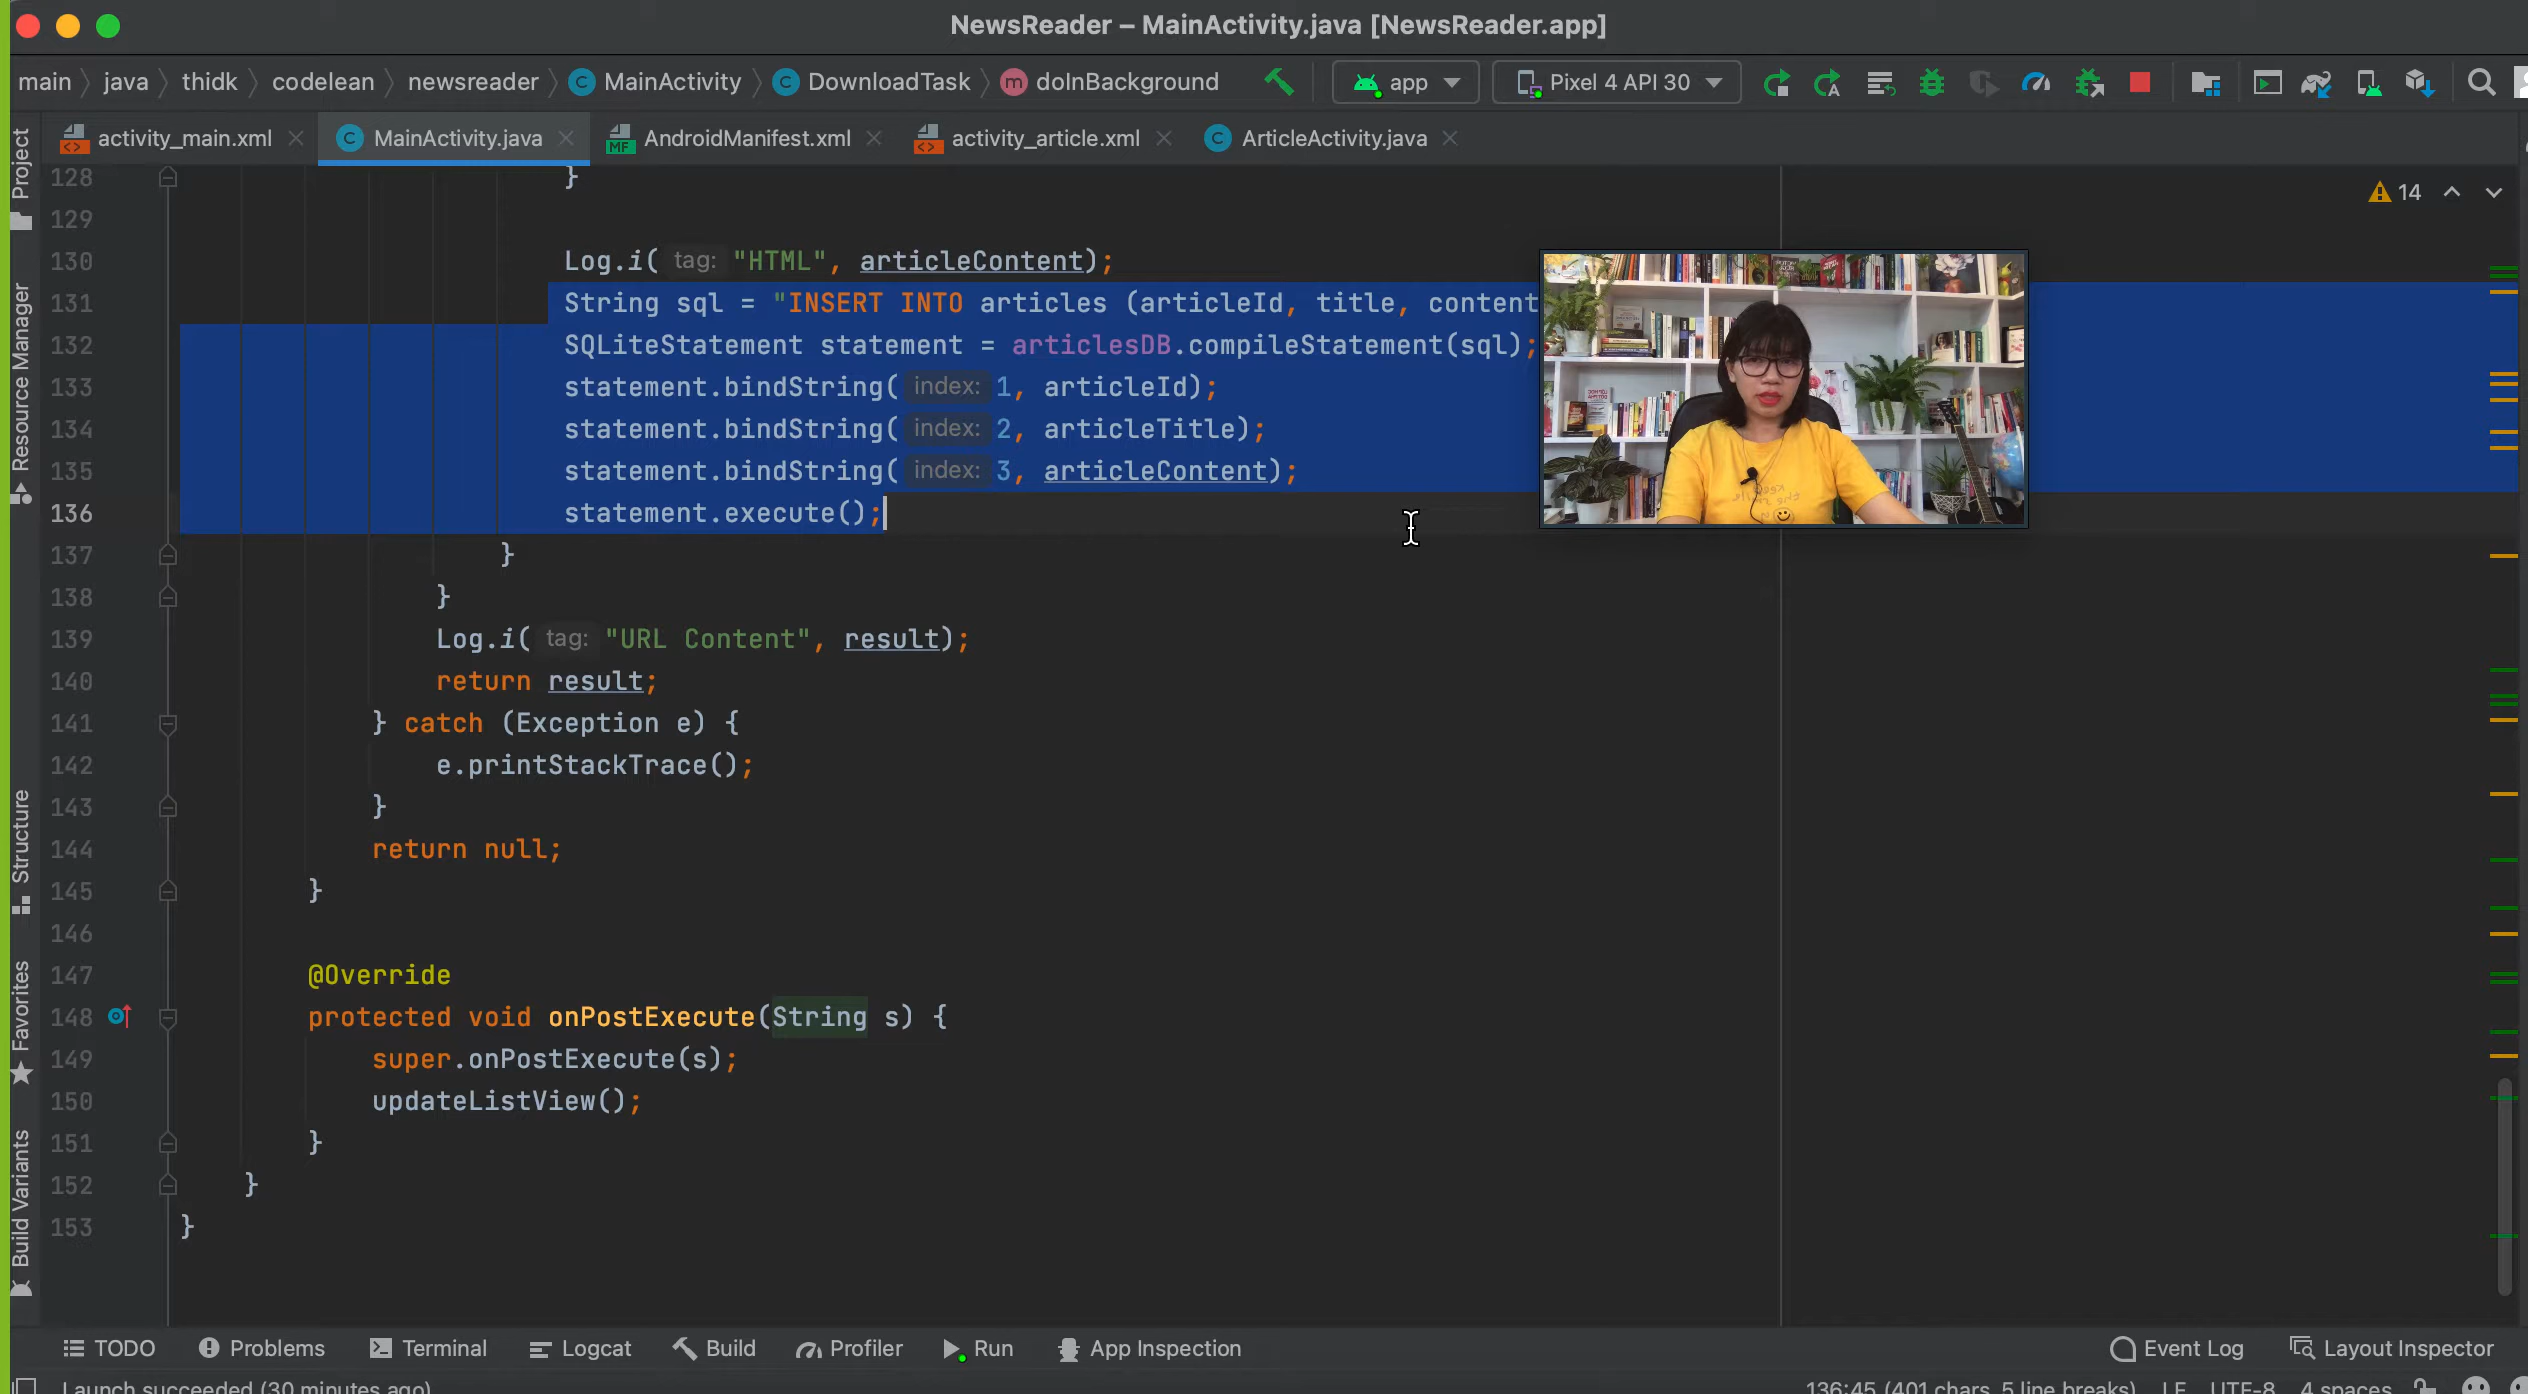 NewsReader – MainActivity.java [NewsReader.app]
main java thidk codelean newsreader MainActivity DownloadTask doInBackground app Pixel 4 API 30
activity_main.xml MainActivity.java AndroidManifest.xml activity_article.xml ArticleActivity.java
Project
Resource Manager
Structure
Favorites
Build Variants
14
128 }
129
130 Log.i( tag: "HTML", articleContent);
131 String sql = "INSERT INTO articles (articleId, title, content
132 SQLiteStatement statement = articlesDB.compileStatement(sql);
133 statement.bindString( index: 1, articleId);
134 statement.bindString( index: 2, articleTitle);
135 statement.bindString( index: 3, articleContent);
136 statement.execute();
137 }
138 }
139 Log.i( tag: "URL Content", result);
140 return result;
141 } catch (Exception e) {
142 e.printStackTrace();
143 }
144 return null;
145 }
146
147 @Override
148 protected void onPostExecute(String s) {
149 super.onPostExecute(s);
150 updateListView();
151 }
152 }
153 }
TODO Problems Terminal Logcat Build Profiler Run App Inspection Event Log Layout Inspector
Launch succeeded (30 minutes ago) 136:45 (401 chars, 5 line breaks) LF UTF-8 4 spaces